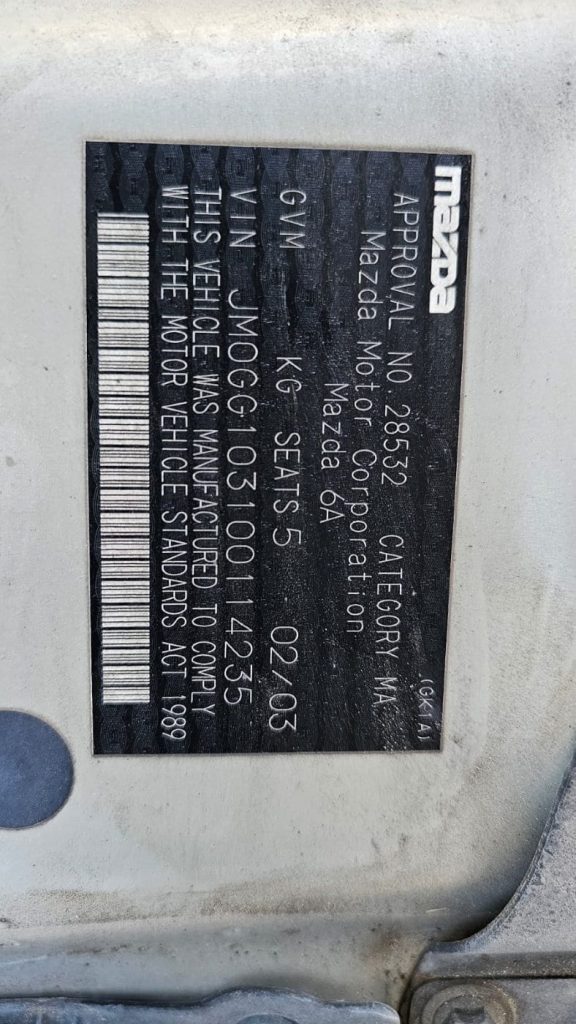 mazda
(GK1A)
APPROVAL NO. 28532 CATEGORY MA
Mazda Motor Corporation
Mazda 6A
GVM KG SEATS 5 02/03
VIN JM0GG103100114235
THIS VEHICLE WAS MANUFACTURED TO COMPLY
WITH THE MOTOR VEHICLE STANDARDS ACT 1989